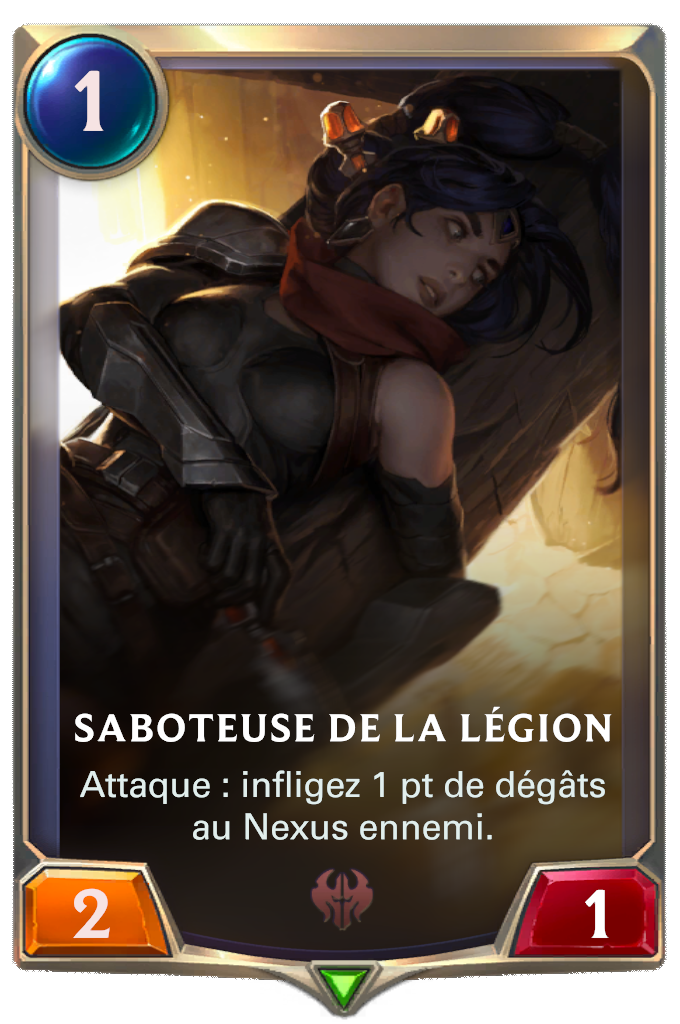 1
SABOTEUSE DE LA LÉGION
Attaque : infligez 1 pt de dégâts
au Nexus ennemi.
2
1